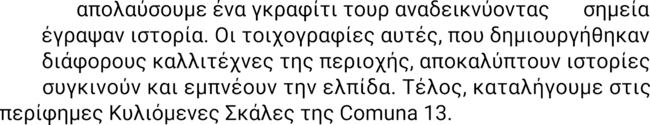 απολαύσουμε ένα γκραφίτι τουρ αναδεικνύοντας σημεία
έγραψαν ιστορία. Οι τοιχογραφίες αυτές, που δημιουργήθηκαν
διάφορους καλλιτέχνες της περιοχής, αποκαλύπτουν ιστορίες
συγκινούν και εμπνέουν την ελπίδα. Τέλος, καταλήγουμε στις
περίφημες Κυλιόμενες Σκάλες της Comuna 13.